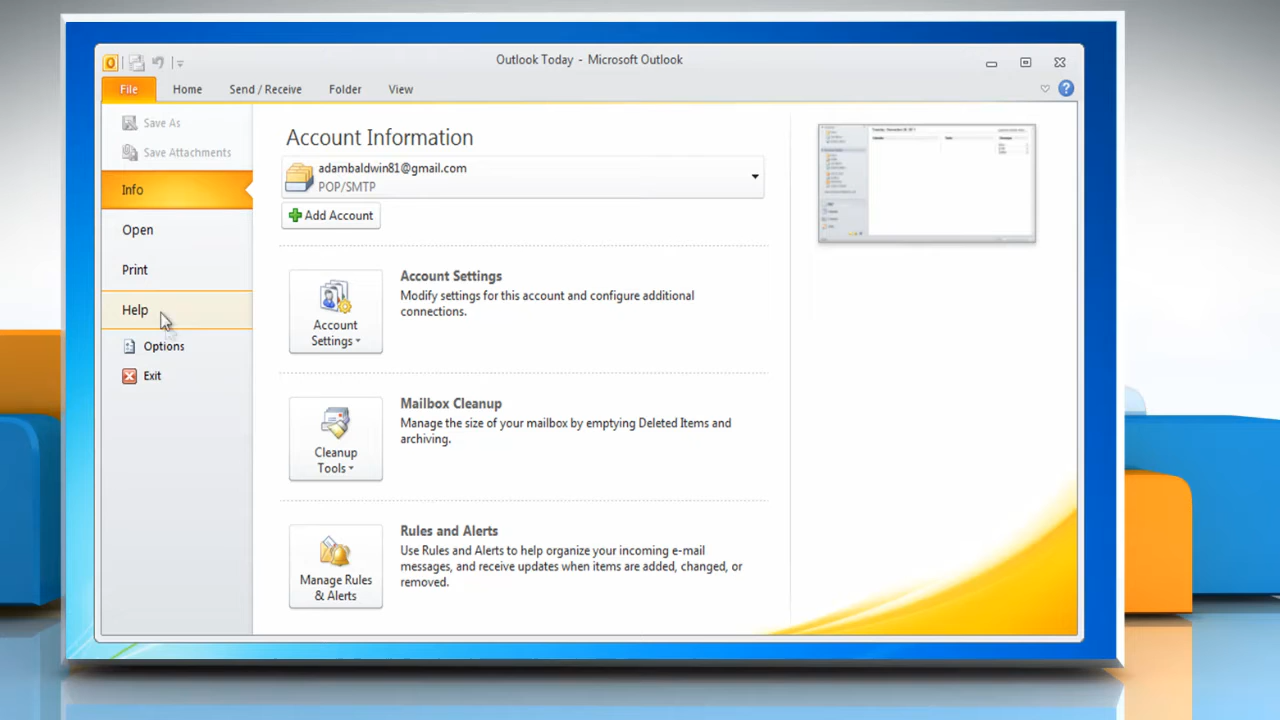 Outlook Today - Microsoft Outlook
File
Home
Send / Receive
Folder
View
Save As
Save Attachments
Info
Open
Print
Help
Options
Exit
Account Information
adambaldwin81@gmail.com
POP/SMTP
Add Account
Account
Settings
Account Settings
Modify settings for this account and configure additional
connections.
Cleanup
Tools
Mailbox Cleanup
Manage the size of your mailbox by emptying Deleted Items and
archiving.
Manage Rules
& Alerts
Rules and Alerts
Use Rules and Alerts to help organize your incoming e-mail
messages, and receive updates when items are added, changed, or
removed.